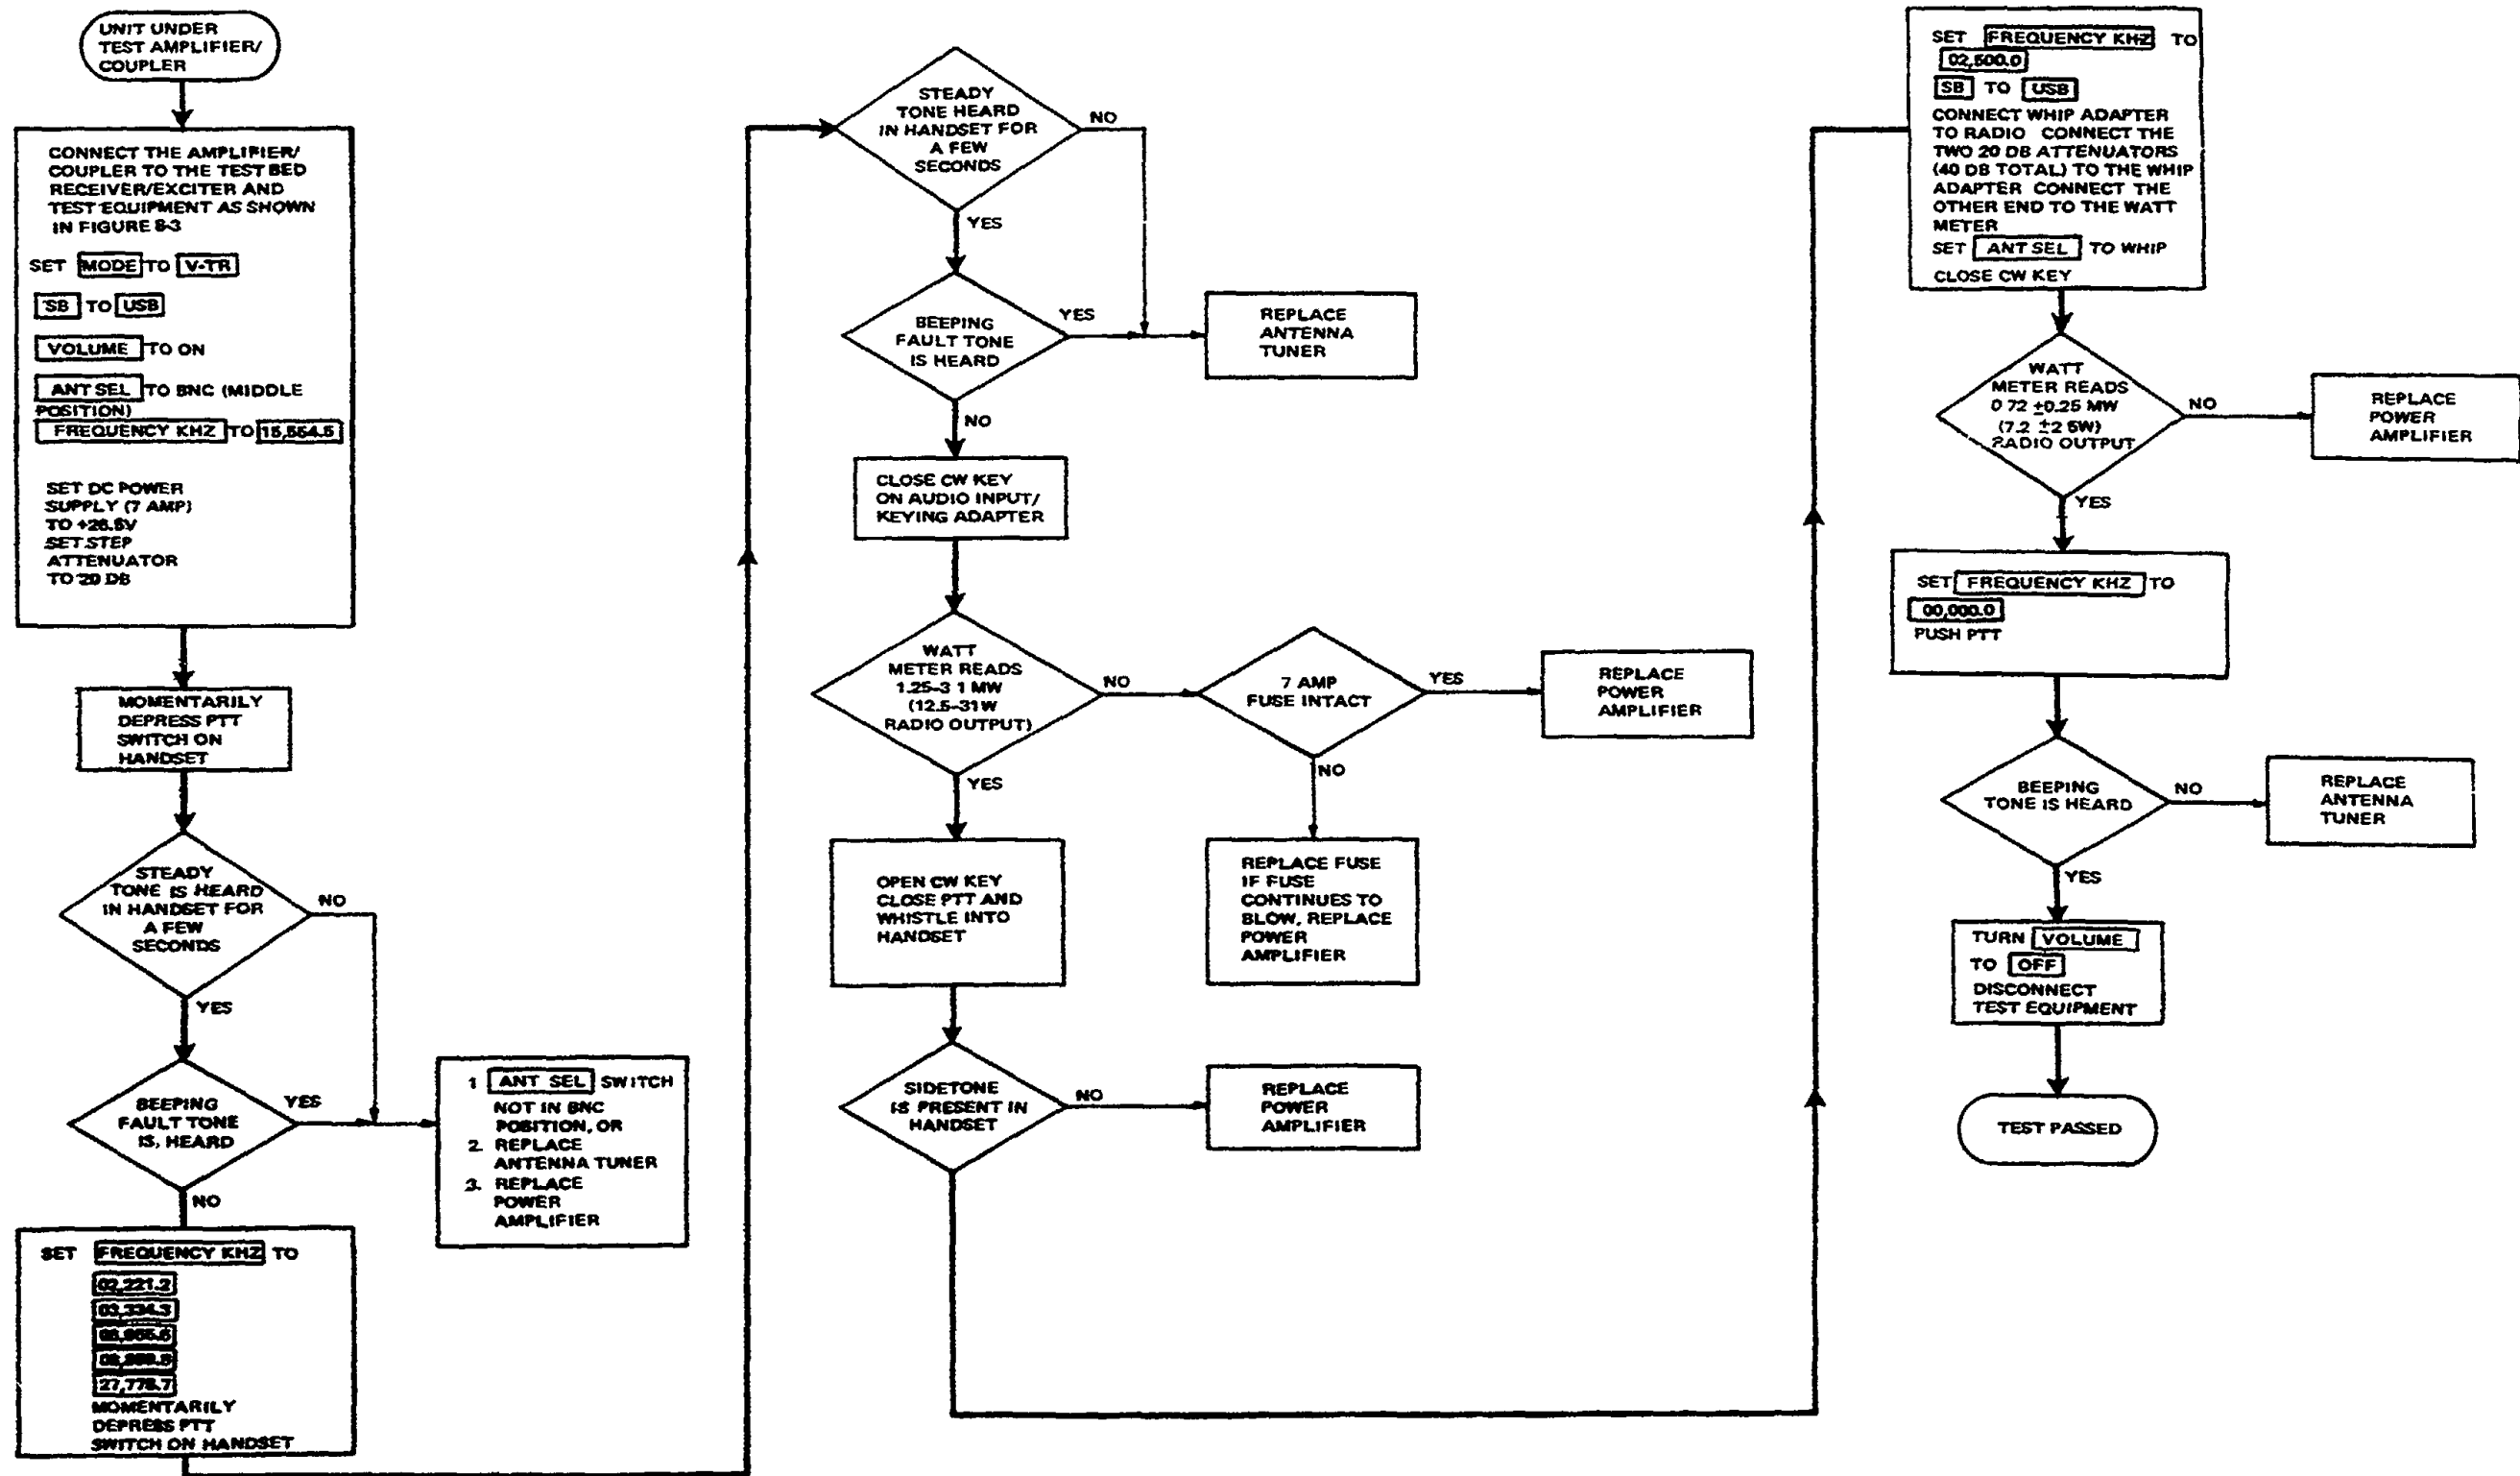 UNIT UNDER
TEST AMPLIFIER/
COUPLER
CONNECT THE AMPLIFIER/
COUPLER TO THE TEST BED
RECEIVER/EXCITER AND
TEST EQUIPMENT AS SHOWN
IN FIGURE 8-3
SET MODE TO V-TR
SB TO USB
VOLUME TO ON
ANT SEL TO BNC (MIDDLE
POSITION)
FREQUENCY KHZ TO 15,554.5
SET DC POWER
SUPPLY (7 AMP)
TO +26.5V
SET STEP
ATTENUATOR
TO 20 DB
MOMENTARILY
DEPRESS PTT
SWITCH ON
HANDSET
STEADY
TONE IS HEARD
IN HANDSET FOR
A FEW
SECONDS
NO
YES
BEEPING
FAULT TONE
IS, HEARD
YES
NO
1 ANT SEL SWITCH
NOT IN BNC
POSITION, OR
2. REPLACE
ANTENNA TUNER
3. REPLACE
POWER
AMPLIFIER
SET FREQUENCY KHZ TO
02,221.2
03,334.3
27,778.7
MOMENTARILY
DEPRESS PTT
SWITCH ON HANDSET
STEADY
TONE HEARD
IN HANDSET FOR
A FEW
SECONDS
NO
YES
BEEPING
FAULT TONE
IS HEARD
YES
NO
REPLACE
ANTENNA
TUNER
CLOSE CW KEY
ON AUDIO INPUT/
KEYING ADAPTER
WATT
METER READS
1.25-3 1 MW
(12.5-31W
RADIO OUTPUT)
NO
YES
7 AMP
FUSE INTACT
YES
NO
REPLACE
POWER
AMPLIFIER
OPEN CW KEY
CLOSE PTT AND
WHISTLE INTO
HANDSET
REPLACE FUSE
IF FUSE
CONTINUES TO
BLOW, REPLACE
POWER
AMPLIFIER
SIDETONE
IS PRESENT IN
HANDSET
NO
REPLACE
POWER
AMPLIFIER
SET FREQUENCY KHZ TO
02,500.0
SB TO USB
CONNECT WHIP ADAPTER
TO RADIO CONNECT THE
TWO 20 DB ATTENUATORS
(40 DB TOTAL) TO THE WHIP
ADAPTER CONNECT THE
OTHER END TO THE WATT
METER
SET ANT SEL TO WHIP
CLOSE CW KEY
WATT
METER READS
0 72 ±0.25 MW
(7.2 ±2 5W)
RADIO OUTPUT
NO
YES
REPLACE
POWER
AMPLIFIER
SET FREQUENCY KHZ TO
00,000.0
PUSH PTT
BEEPING
TONE IS HEARD
NO
YES
REPLACE
ANTENNA
TUNER
TURN VOLUME
TO OFF
DISCONNECT
TEST EQUIPMENT
TEST PASSED